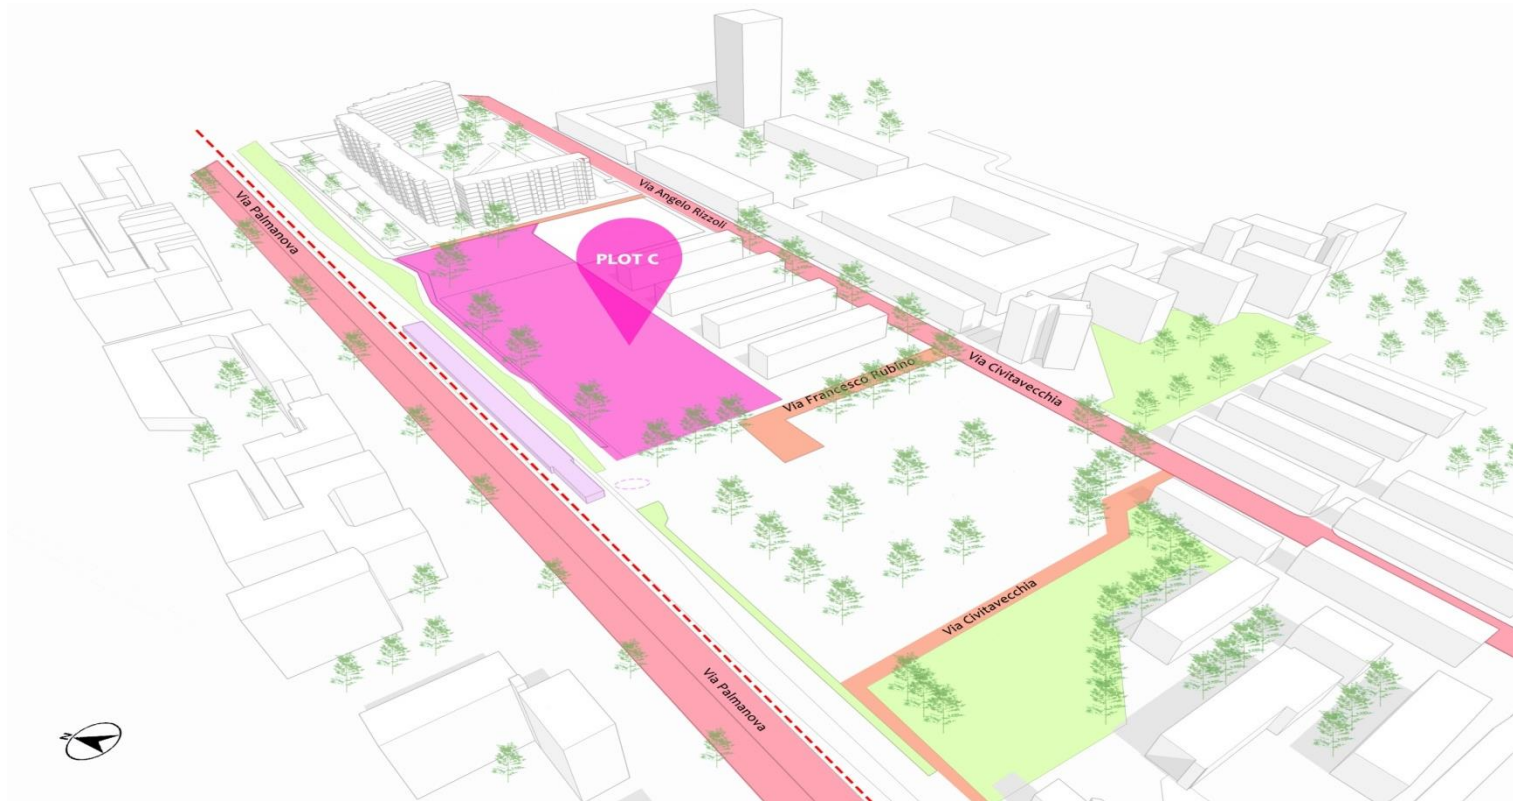 Via Palmanova
Via Angelo Rizzoli
PLOT C
Via Francesco Rubino
Via Civitavecchia
Via Civitavecchia
Via Palmanova
N